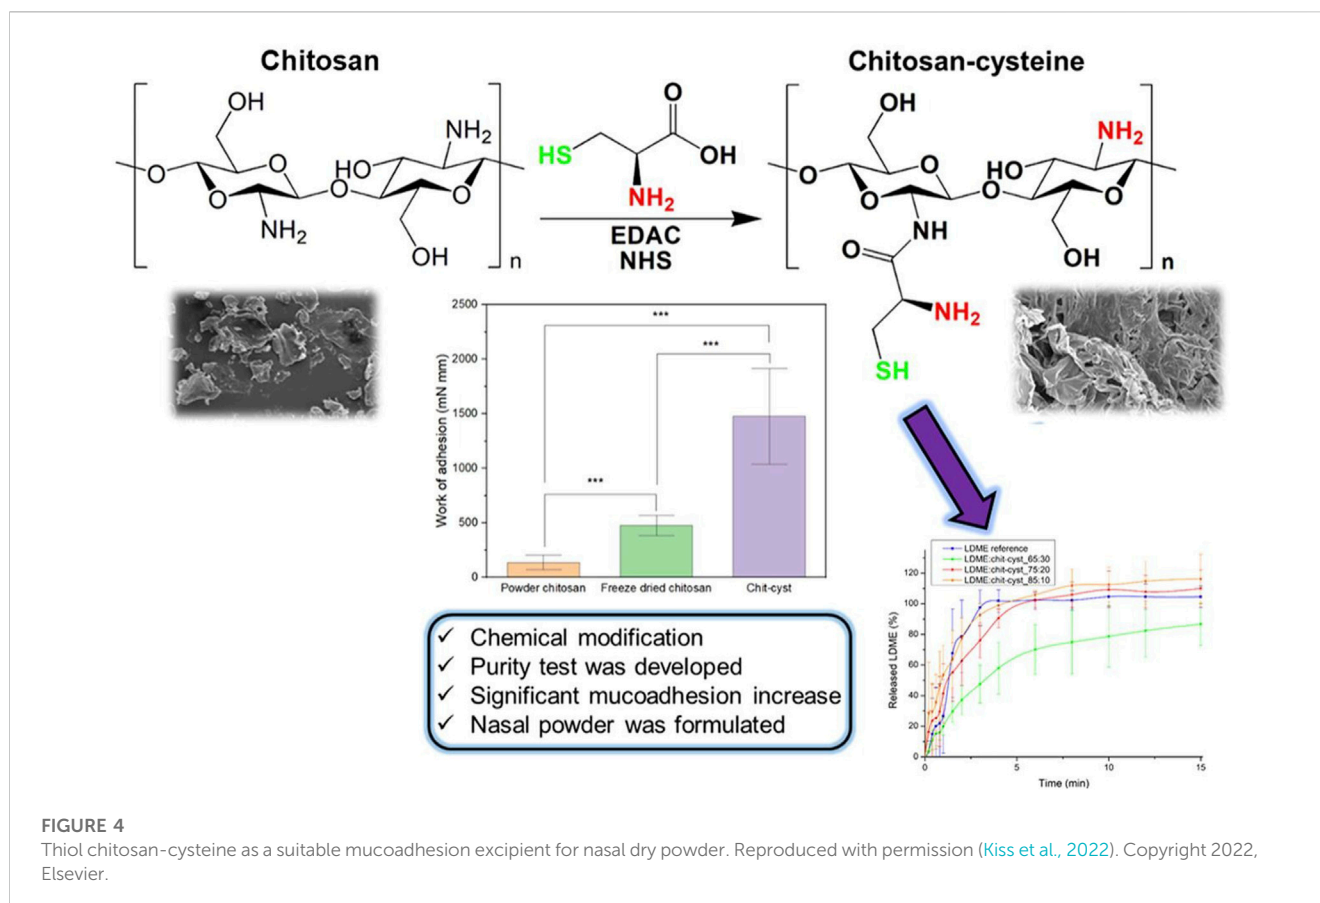 Chitosan
Chitosan-cysteine
OH
O
O
NH2
O
HO
NH2
O
O
OH
n
HS
O
OH
NH2
EDAC
NHS
OH
O
O
O
NH
O
NH2
SH
O
HO
NH2
O
OH
n
Work of adhesion (mN mm)
2500
2000
1500
1000
500
0
***
***
***
Powder chitosan
Freeze dried chitosan
Chit-cyst
✓ Chemical modification
✓ Purity test was developed
✓ Significant mucoadhesion increase
✓ Nasal powder was formulated
LDME reference
LDME:chit-cyst_65:30
LDME:chit-cyst_75:20
LDME:chit-cyst_85:10
Released LDME (%)
120
100
80
60
40
20
0
0
5
10
15
Time (min)
FIGURE 4
Thiol chitosan-cysteine as a suitable mucoadhesion excipient for nasal dry powder. Reproduced with permission (Kiss et al., 2022). Copyright 2022,
Elsevier.